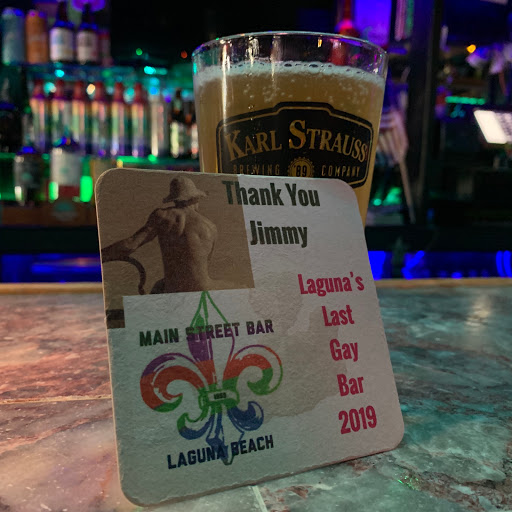 KARL STRAUSS
BREWING COMPANY
Thank You
Jimmy
Laguna's
Last
Gay
Bar
2019
MAIN STREET BAR
LAGUNA BEACH